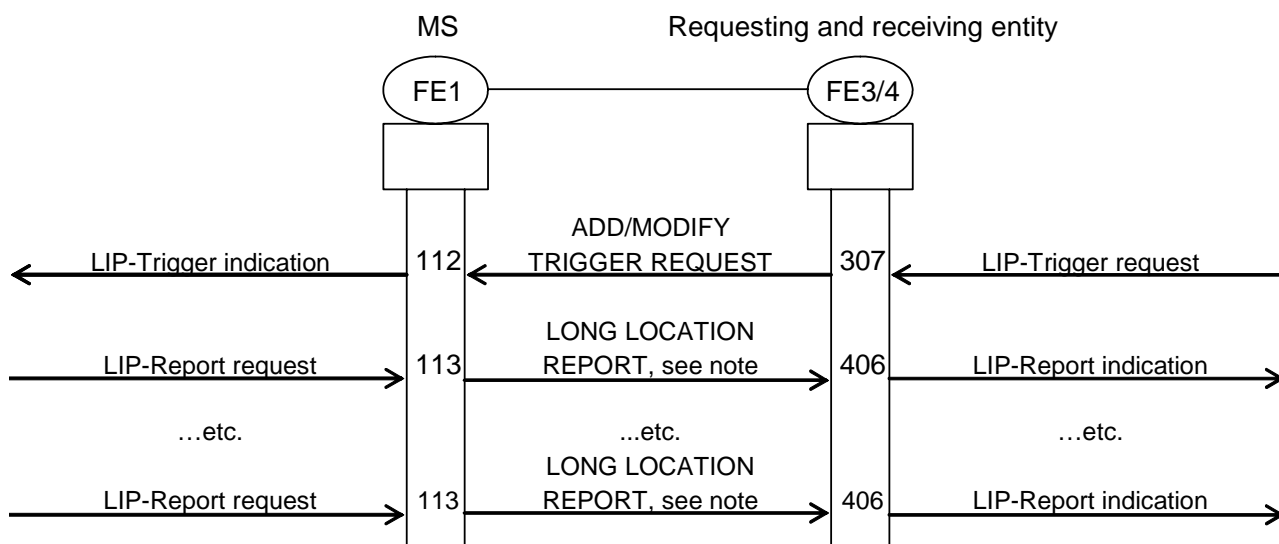 MS Requesting and receiving entity
FE1 FE3/4
ADD/MODIFY
LIP-Trigger indication 112 TRIGGER REQUEST 307 LIP-Trigger request
LONG LOCATION
LIP-Report request 113 REPORT, see note 406 LIP-Report indication
…etc. ...etc. …etc.
LONG LOCATION
LIP-Report request 113 REPORT, see note 406 LIP-Report indication